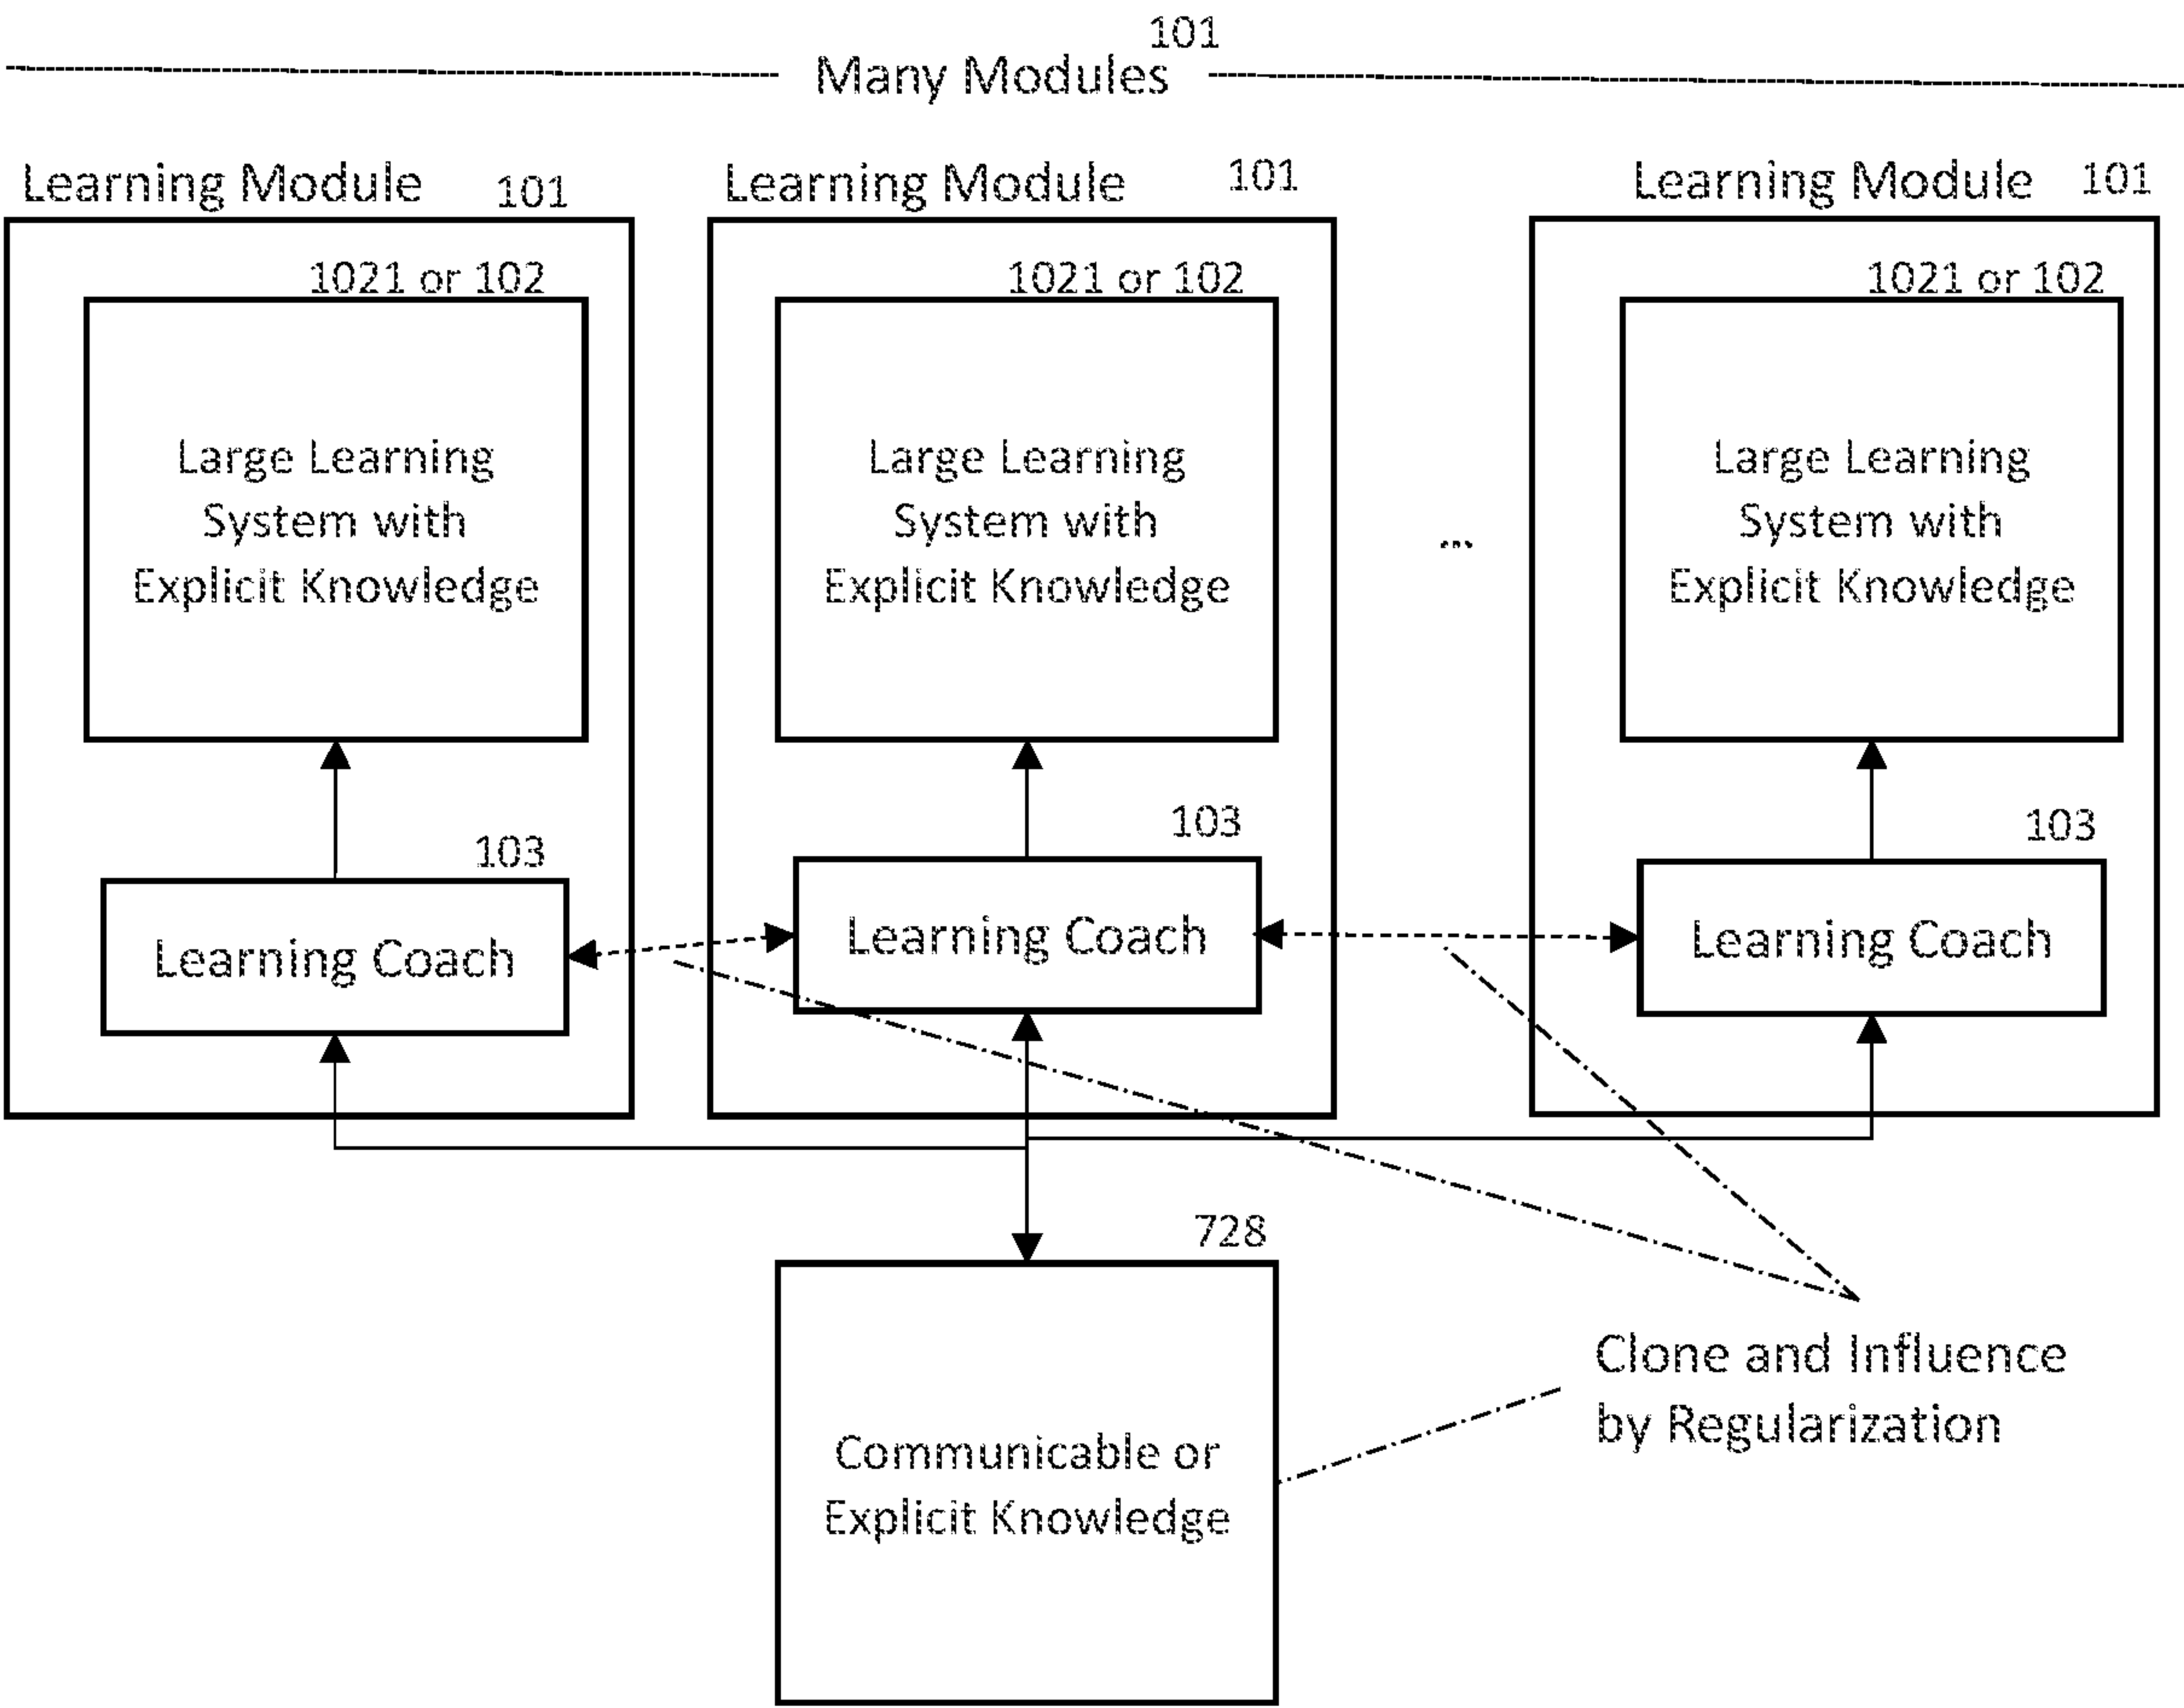 101
Many Modules
Learning Module 101
Learning Module 101
Learning Module 101
1021 or 102
1021 or 102
1021 or 102
Large Learning
System with
Explicit Knowledge
Large Learning
System with
Explicit Knowledge
...
Large Learning
System with
Explicit Knowledge
103
103
103
Learning Coach
Learning Coach
Learning Coach
728
Communicable or
Explicit Knowledge
Clone and Influence
by Regularization